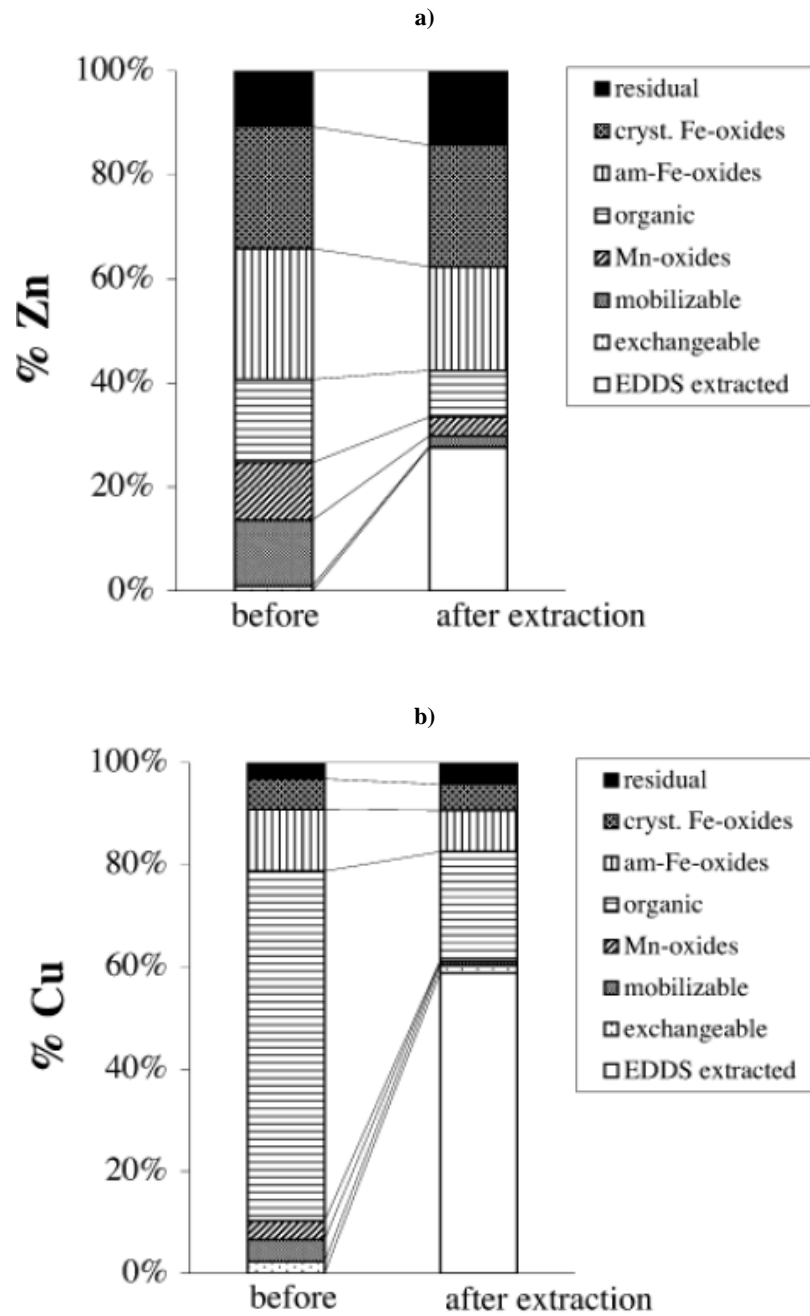 a)
100%
80%
60%
40%
20%
0%
% Zn
before
after extraction
residual
cryst. Fe-oxides
am-Fe-oxides
organic
Mn-oxides
mobilizable
exchangeable
EDDS extracted
b)
100%
80%
60%
40%
20%
0%
% Cu
before
after extraction
residual
cryst. Fe-oxides
am-Fe-oxides
organic
Mn-oxides
mobilizable
exchangeable
EDDS extracted